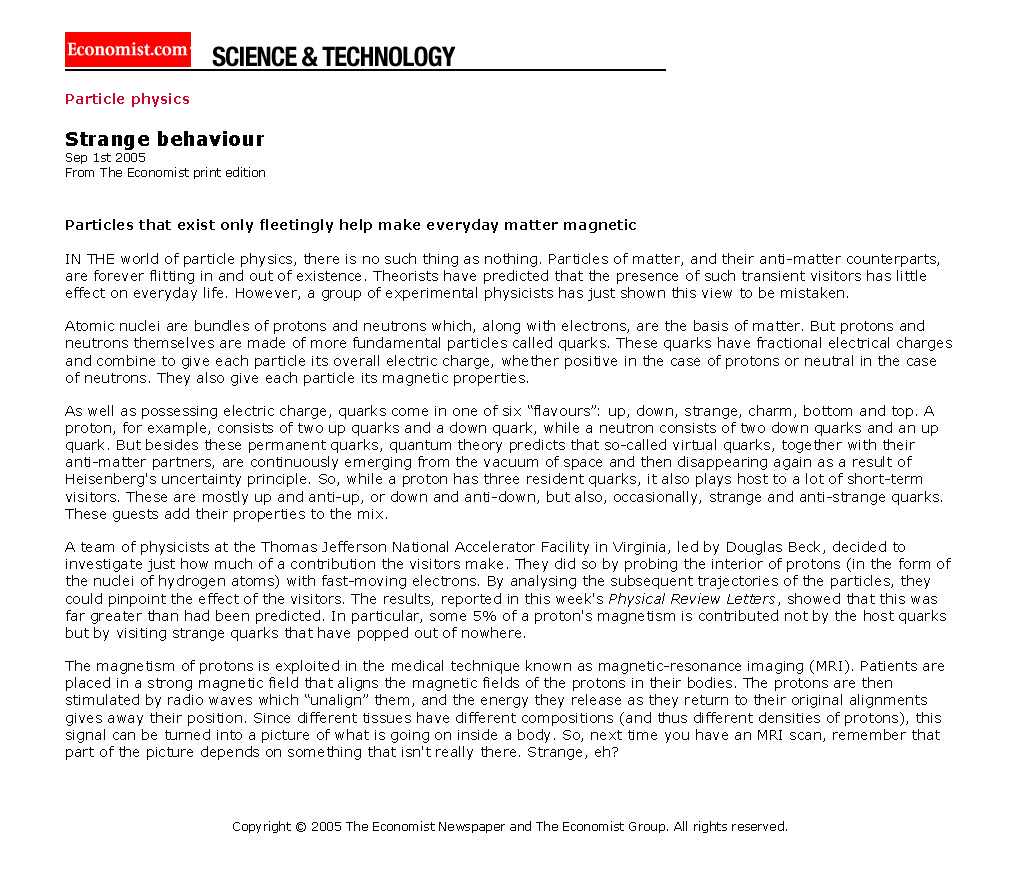 Economist.com
SCIENCE & TECHNOLOGY
Particle physics
Strange behaviour
Sep 1st 2005
From The Economist print edition
Particles that exist only fleetingly help make everyday matter magnetic
IN THE world of particle physics, there is no such thing as nothing. Particles of matter, and their anti-matter counterparts,
are forever flitting in and out of existence. Theorists have predicted that the presence of such transient visitors has little
effect on everyday life. However, a group of experimental physicists has just shown this view to be mistaken.
Atomic nuclei are bundles of protons and neutrons which, along with electrons, are the basis of matter. But protons and
neutrons themselves are made of more fundamental particles called quarks. These quarks have fractional electrical charges
and combine to give each particle its overall electric charge, whether positive in the case of protons or neutral in the case
of neutrons. They also give each particle its magnetic properties.
As well as possessing electric charge, quarks come in one of six “flavours”: up, down, strange, charm, bottom and top. A
proton, for example, consists of two up quarks and a down quark, while a neutron consists of two down quarks and an up
quark. But besides these permanent quarks, quantum theory predicts that so-called virtual quarks, together with their
anti-matter partners, are continuously emerging from the vacuum of space and then disappearing again as a result of
Heisenberg's uncertainty principle. So, while a proton has three resident quarks, it also plays host to a lot of short-term
visitors. These are mostly up and anti-up, or down and anti-down, but also, occasionally, strange and anti-strange quarks.
These guests add their properties to the mix.
A team of physicists at the Thomas Jefferson National Accelerator Facility in Virginia, led by Douglas Beck, decided to
investigate just how much of a contribution the visitors make. They did so by probing the interior of protons (in the form of
the nuclei of hydrogen atoms) with fast-moving electrons. By analysing the subsequent trajectories of the particles, they
could pinpoint the effect of the visitors. The results, reported in this week's Physical Review Letters, showed that this was
far greater than had been predicted. In particular, some 5% of a proton's magnetism is contributed not by the host quarks
but by visiting strange quarks that have popped out of nowhere.
The magnetism of protons is exploited in the medical technique known as magnetic-resonance imaging (MRI). Patients are
placed in a strong magnetic field that aligns the magnetic fields of the protons in their bodies. The protons are then
stimulated by radio waves which “unalign” them, and the energy they release as they return to their original alignments
gives away their position. Since different tissues have different compositions (and thus different densities of protons), this
signal can be turned into a picture of what is going on inside a body. So, next time you have an MRI scan, remember that
part of the picture depends on something that isn't really there. Strange, eh?
Copyright © 2005 The Economist Newspaper and The Economist Group. All rights reserved.